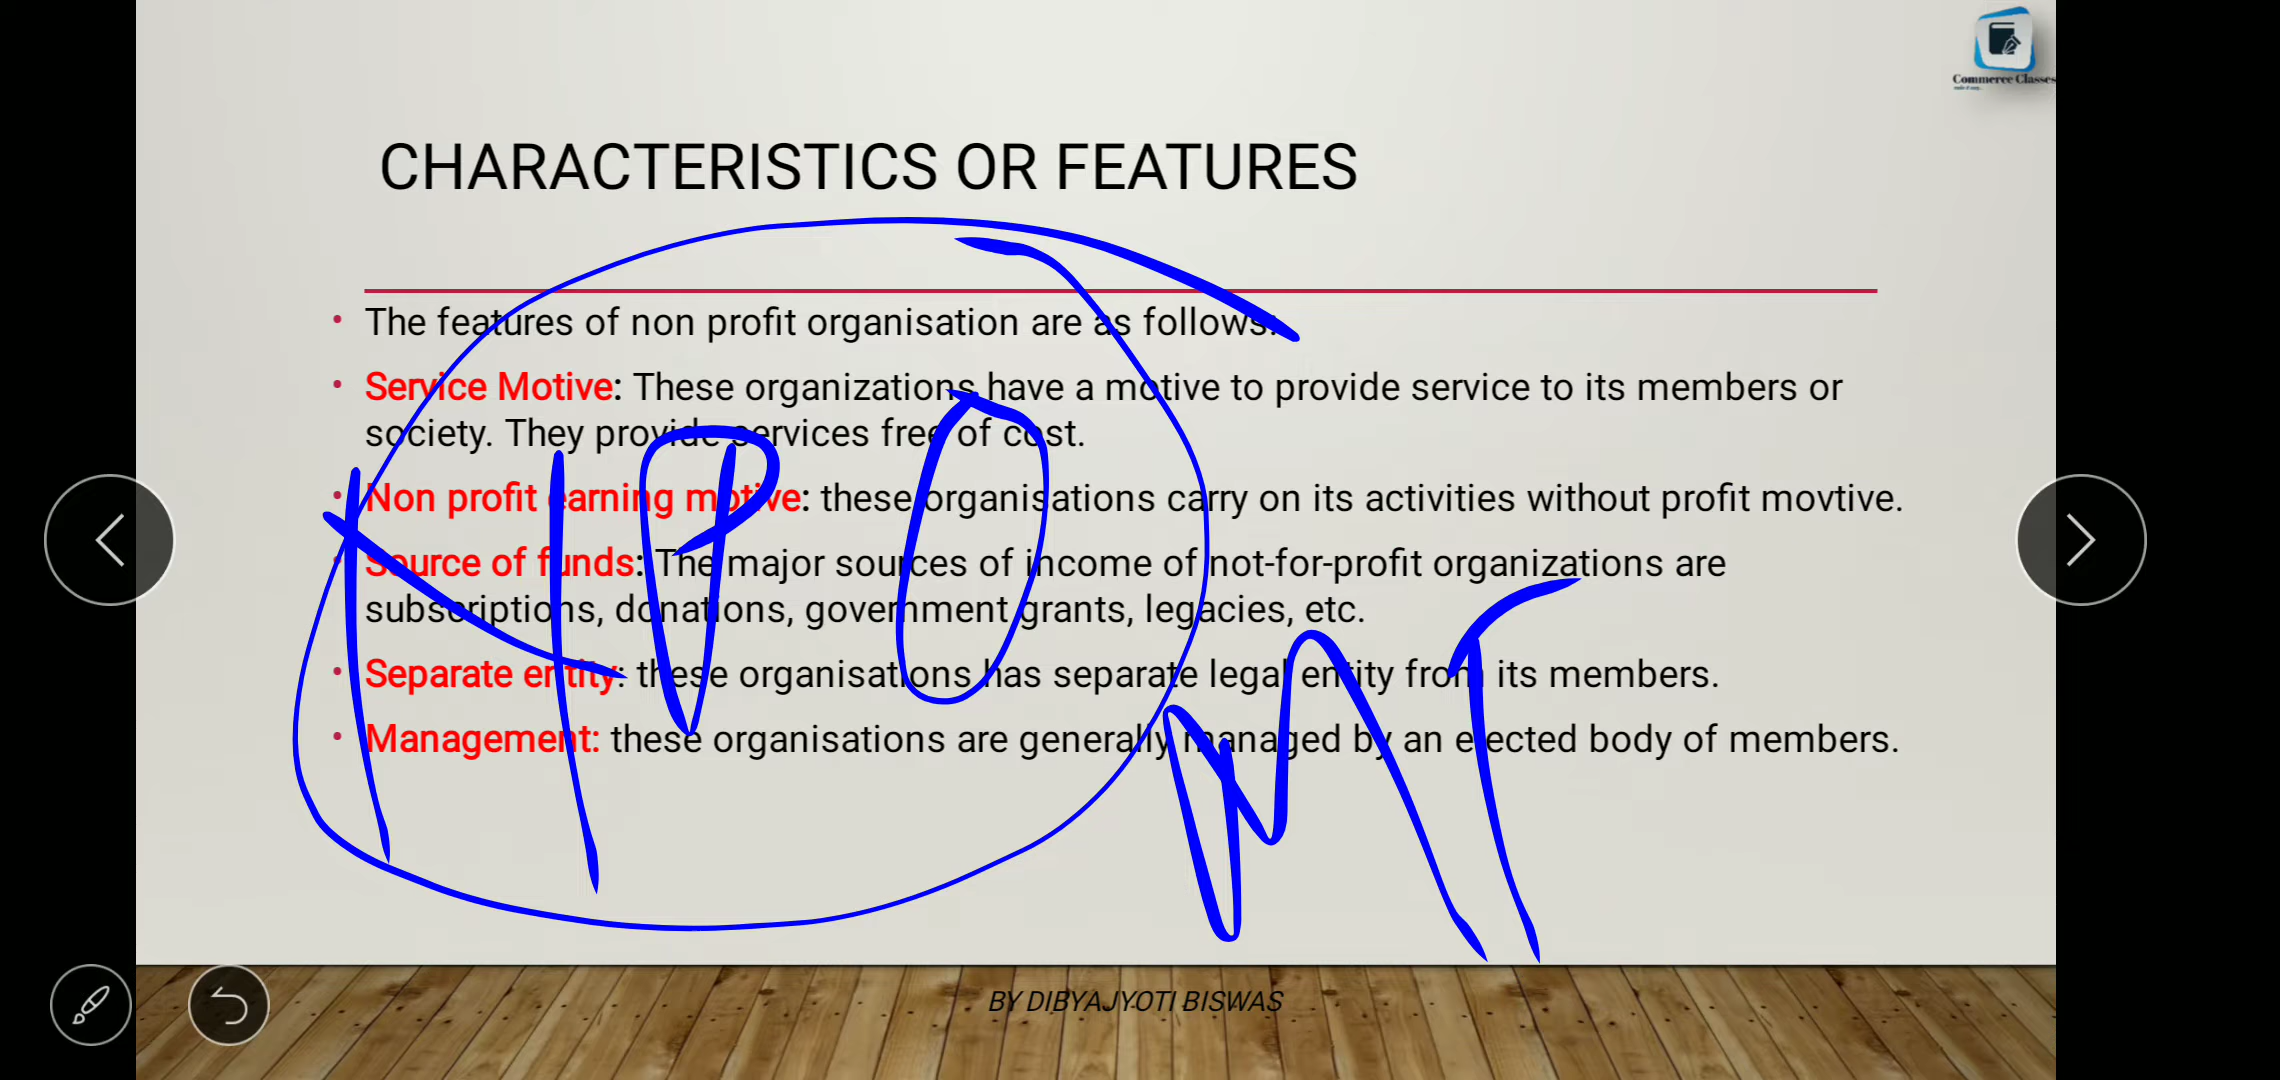 Commerce Classes
CHARACTERISTICS OR FEATURES
• The features of non profit organisation are as follows:
• Service Motive: These organizations have a motive to provide service to its members or
society. They provide services free of cost.
• Non profit earning motive: these organisations carry on its activities without profit movtive.
• Source of funds: The major sources of income of not-for-profit organizations are
subscriptions, donations, government grants, legacies, etc.
• Separate entity: these organisations has separate legal entity from its members.
• Management: these organisations are generally managed by an elected body of members.
NPO
MT
BY DIBYAJYOTI BISWAS